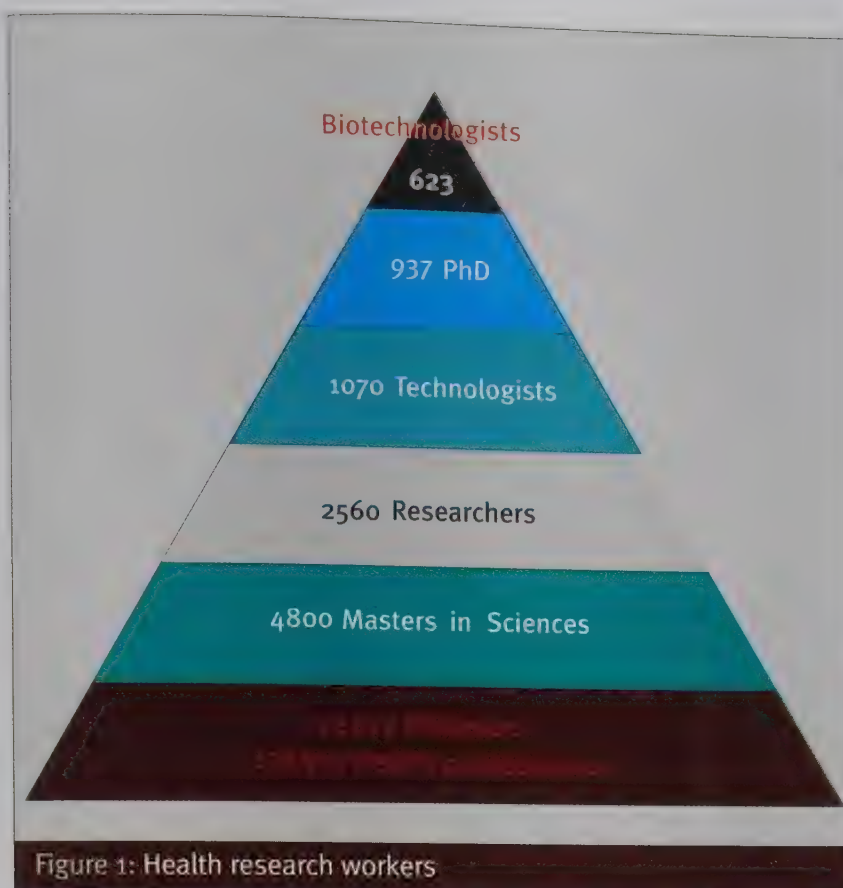 Biotechnologists
623
937 PhD
1070 Technologists
2560 Researchers
4800 Masters in Sciences
Figure 1: Health research workers